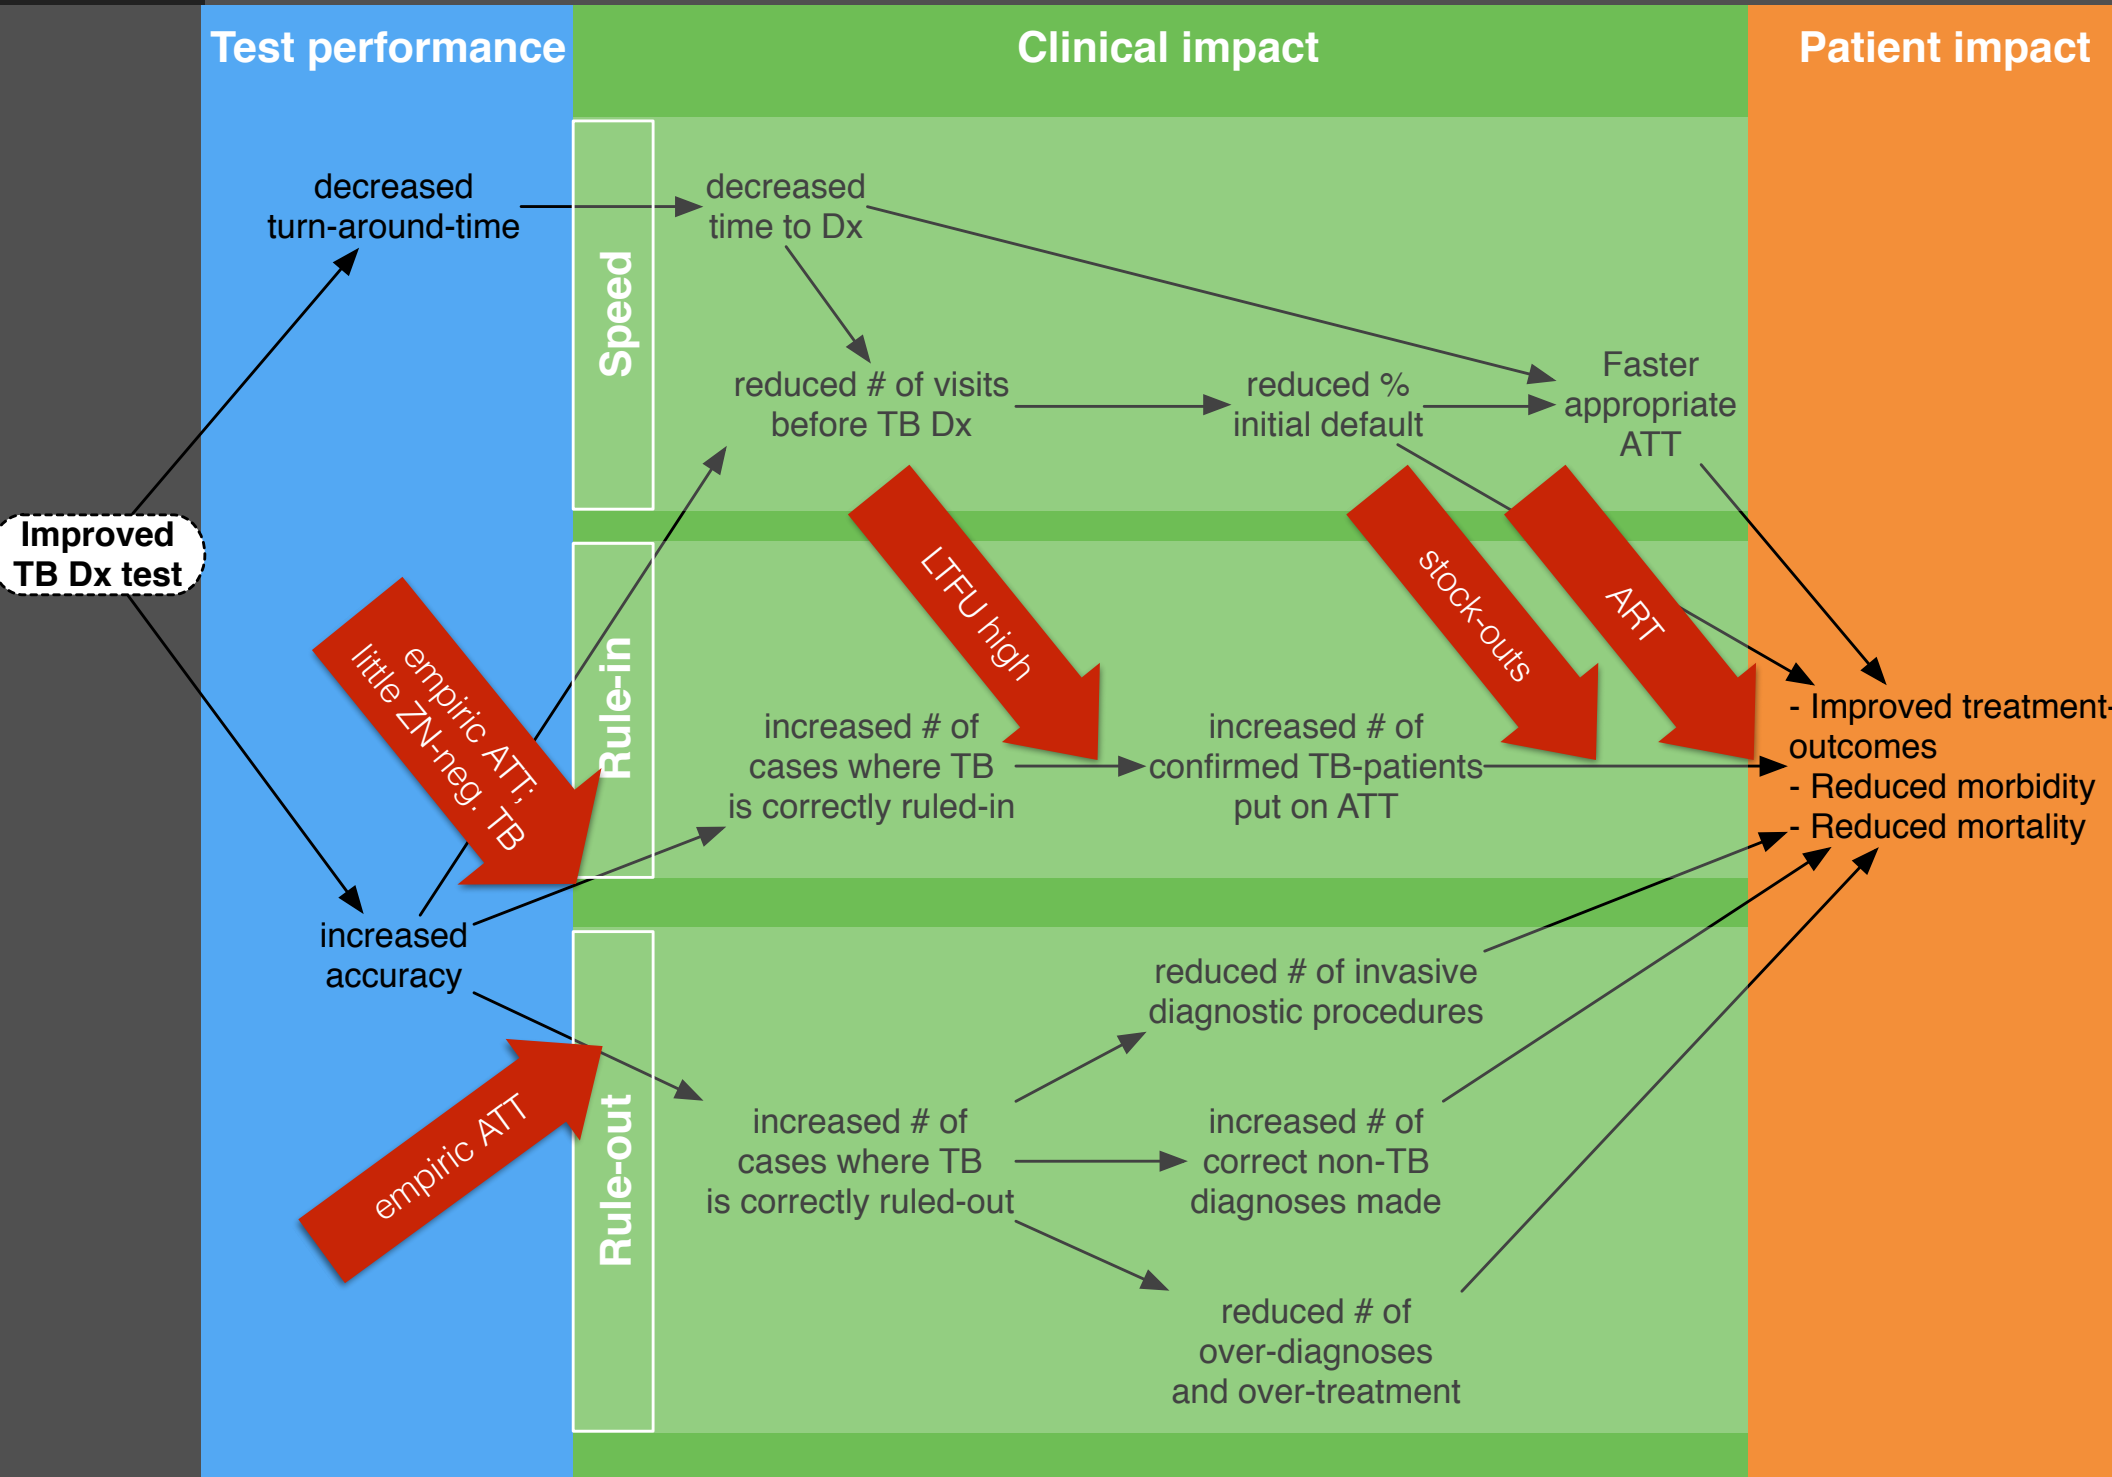 Test performance
Clinical impact
Patient impact
decreased
turn-around-time
Speed
decreased
time to Dx
reduced # of visits
before TB Dx
reduced %
initial default
Faster
appropriate
ATT
Improved
TB Dx test
empiric ATT;
little ZN-neg. TB
Rule-in
LTFU high
stock-outs
ART
increased # of
cases where TB
is correctly ruled-in
increased # of
confirmed TB-patients
put on ATT
- Improved treatment-
outcomes
- Reduced morbidity
- Reduced mortality
increased
accuracy
empiric ATT
Rule-out
reduced # of invasive
diagnostic procedures
increased # of
cases where TB
is correctly ruled-out
increased # of
correct non-TB
diagnoses made
reduced # of
over-diagnoses
and over-treatment